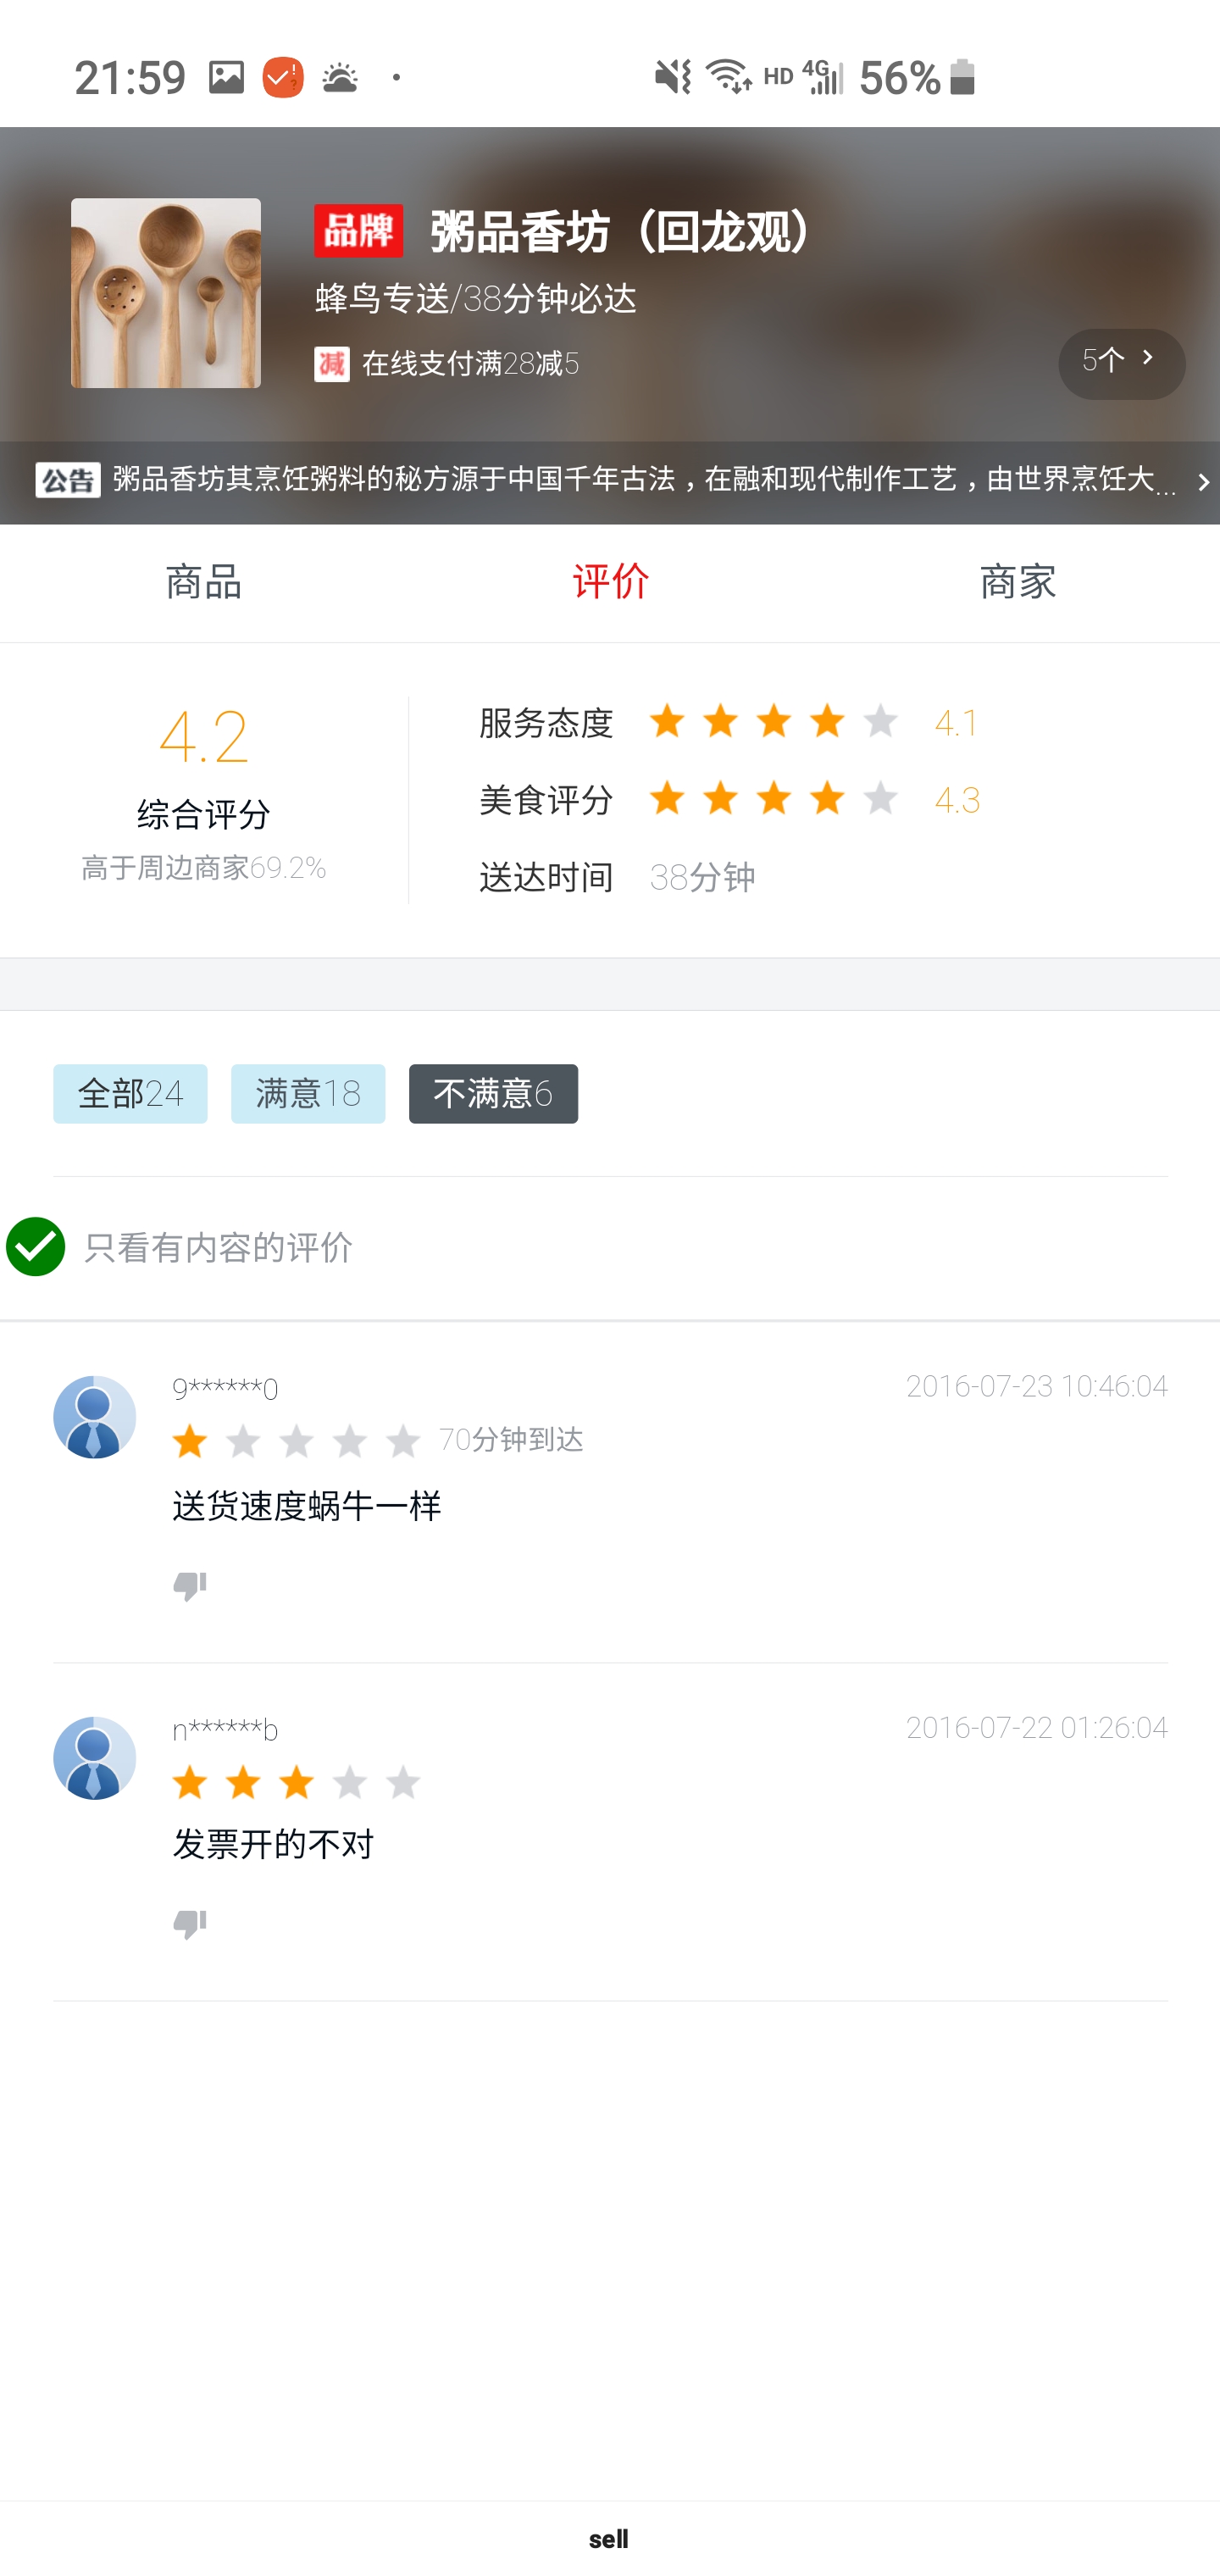 21:59 HD 4G 56%
品牌 粥品香坊（回龙观）
蜂鸟专送/38分钟必达
减 在线支付满28减5
5个
公告 粥品香坊其烹饪粥料的秘方源于中国千年古法，在融和现代制作工艺，由世界烹饪大...
商品 评价 商家
4.2
综合评分
高于周边商家69.2%
服务态度 4.1
美食评分 4.3
送达时间 38分钟
全部24 满意18 不满意6
只看有内容的评价
9******0 2016-07-23 10:46:04
70分钟到达
送货速度蜗牛一样
n******b 2016-07-22 01:26:04
发票开的不对
sell